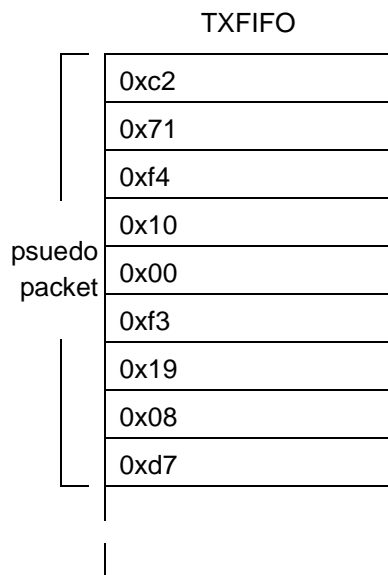 TXFIFO
0xc2
0x71
0xf4
0x10
psuedo
packet
0x00
0xf3
0x19
0x08
0xd7